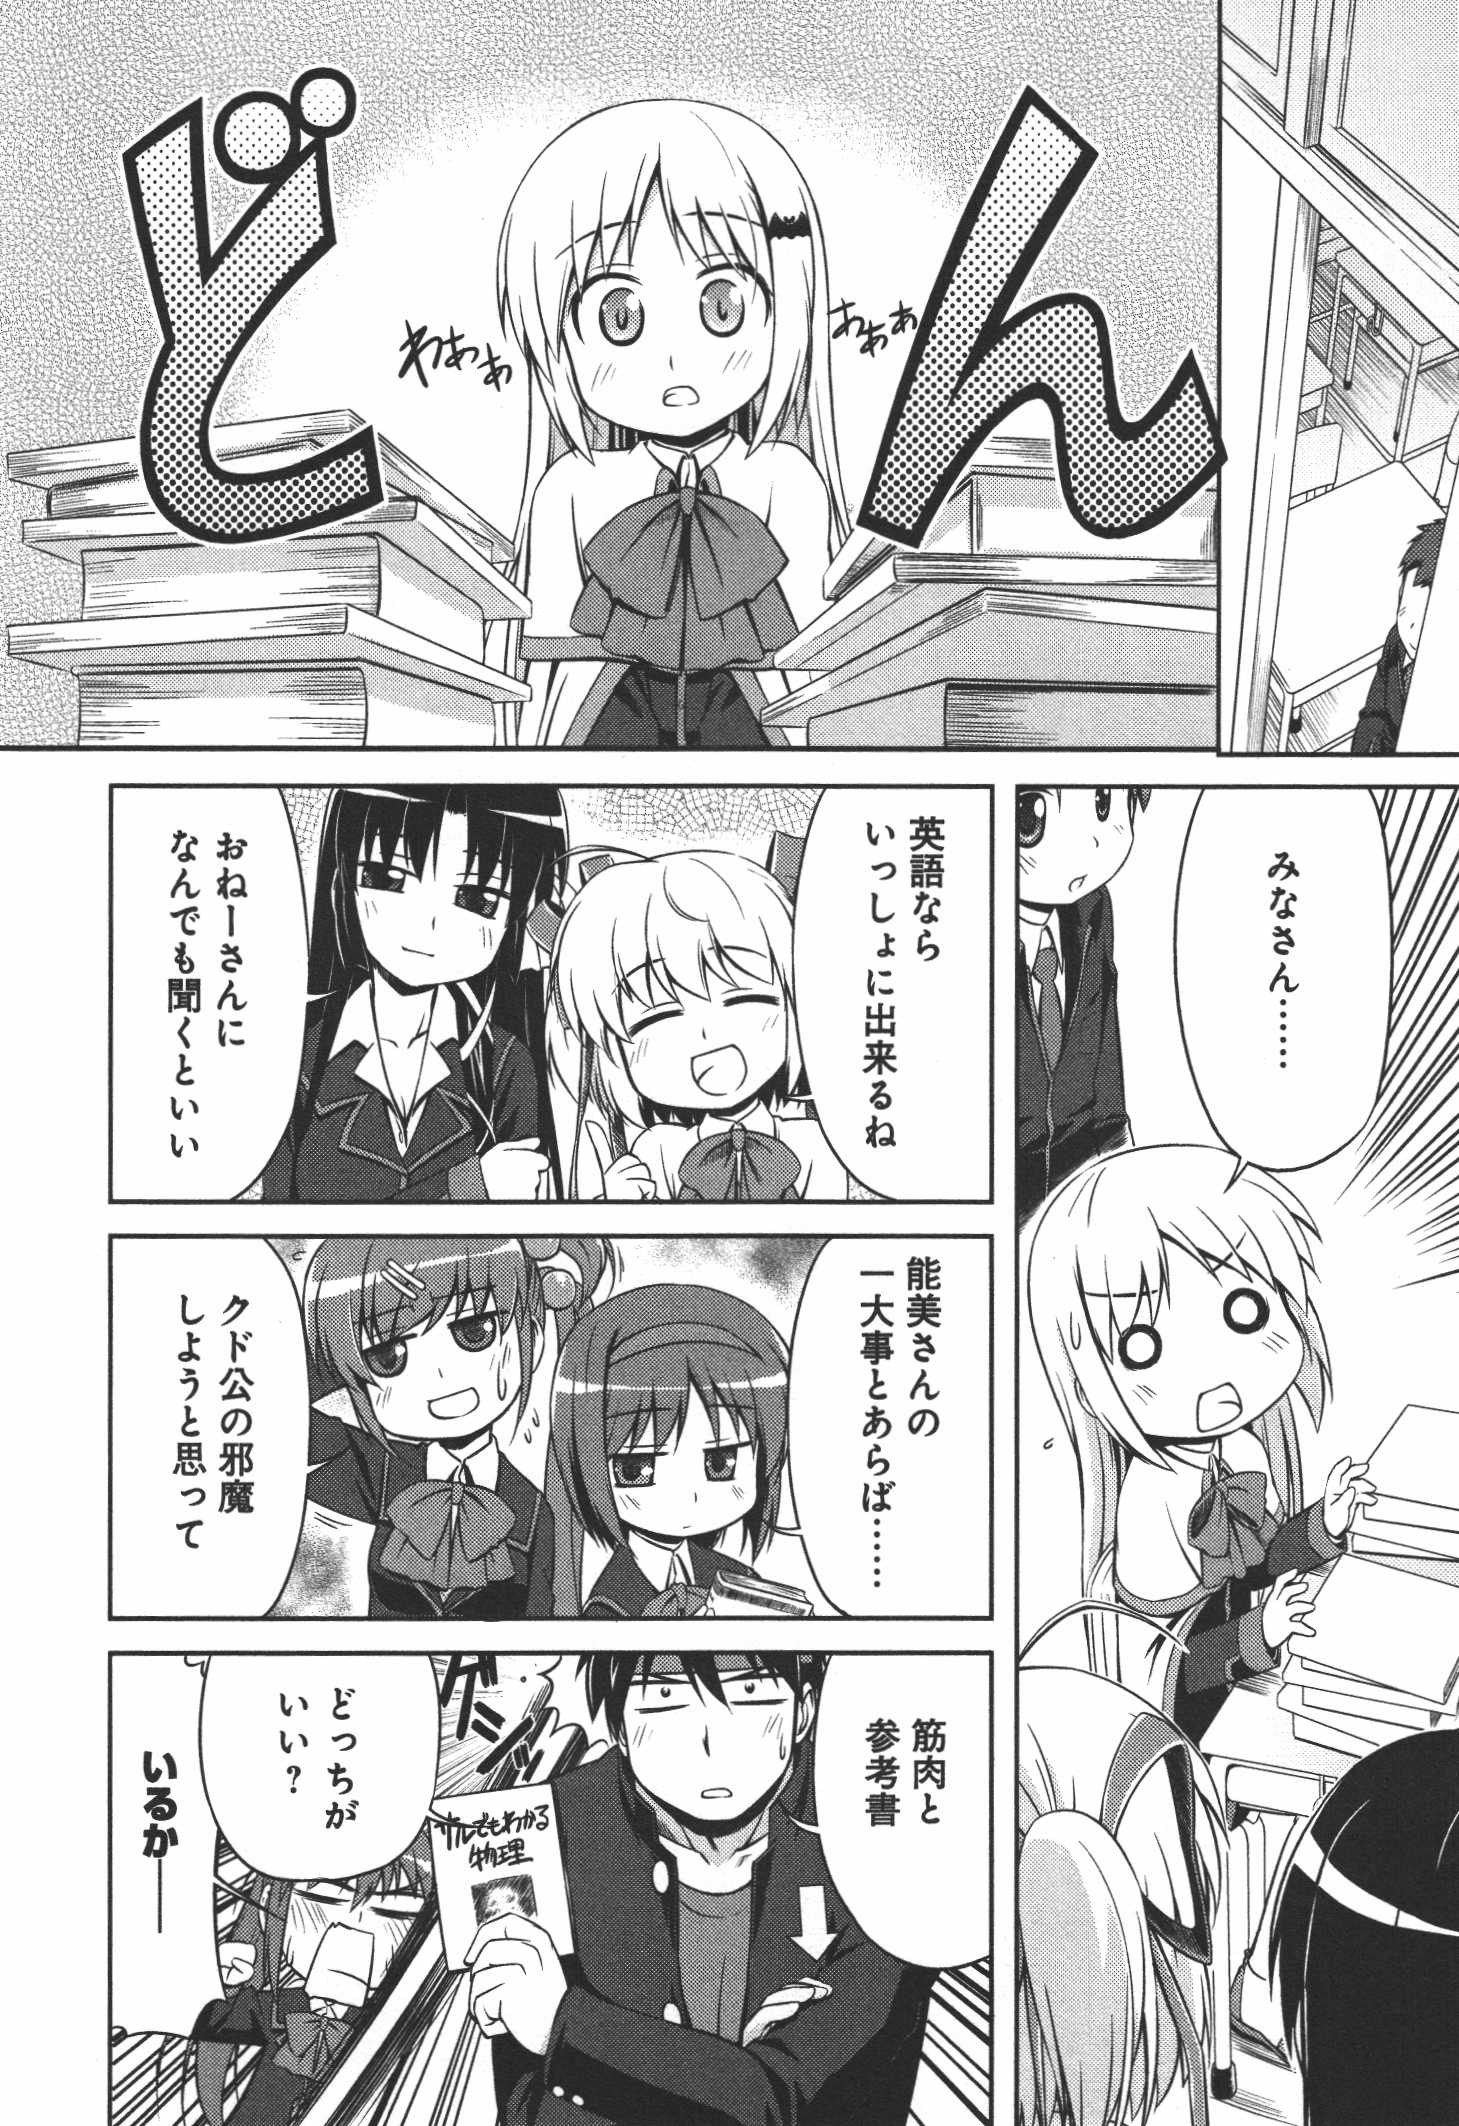 どん
わぁぁ
あぁあぁ
みなさん……
英語なら
いっしょに出来るね
おねーさんに
なんでも聞くといい
能美さんの
一大事とあらば……
クド公の邪魔
しようと思って
筋肉と
参考書
サルでもわかる
物理
どっちが
いい?
いるかーー